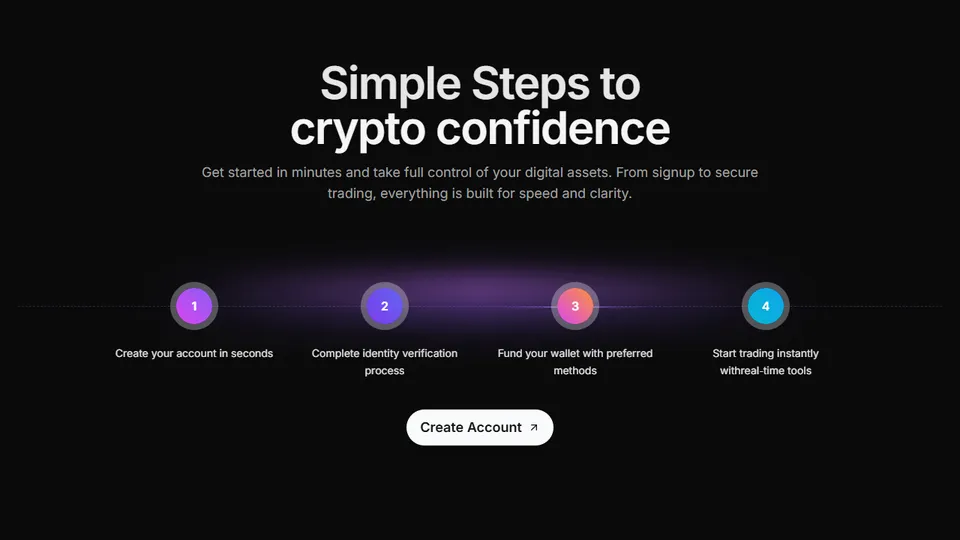 Simple Steps to
crypto confidence
Get started in minutes and take full control of your digital assets. From signup to secure
trading, everything is built for speed and clarity.
1
2
3
4
Create your account in seconds
Complete identity verification
process
Fund your wallet with preferred
methods
Start trading instantly
withreal-time tools
Create Account